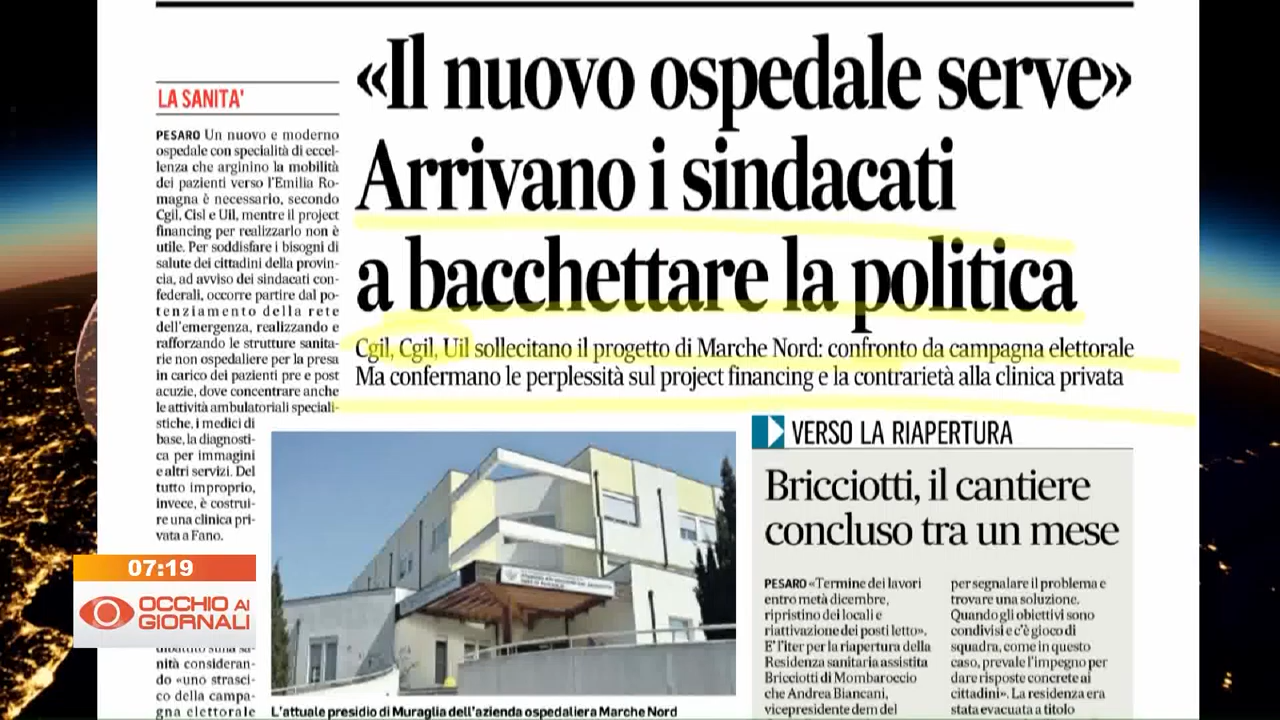 LA SANITA'
«Il nuovo ospedale serve»
Arrivano i sindacati
a bacchettare la politica
Cgil, Cgil, Uil sollecitano il progetto di Marche Nord: confronto da campagna elettorale
Ma confermano le perplessità sul project financing e la contrarietà alla clinica privata
PESARO Un nuovo e moderno
ospedale con specialità di eccel-
lenza che arginino la mobilità
dei pazienti verso l'Emilia Ro-
magna è necessario, secondo
Cgil, Cisl e Uil, mentre il project
financing per realizzarlo non è
utile. Per soddisfare i bisogni di
salute dei cittadini della provin-
cia, ad avviso dei sindacati con-
federali, occorre partire dal po-
tenziamento della rete
dell'emergenza, realizzando e
rafforzando le strutture sanita-
rie non ospedaliere per la presa
in carico dei pazienti pre e post
acuzie, dove concentrare anche
le attività ambulatoriali speciali-
stiche, i medici di
base, la diagnosti-
ca per immagini
e altri servizi. Del
tutto improprio,
invece, è costrui-
re una clinica pri-
vata a Fano.
nità consideran-
do «uno strasci-
co della campa-
gna elettorale
L'attuale presidio di Muraglia dell'azienda ospedaliera Marche Nord
VERSO LA RIAPERTURA
Bricciotti, il cantiere
concluso tra un mese
PESARO «Termine dei lavori
entro metà dicembre,
ripristino dei locali e
riattivazione dei posti letto».
E' l'iter per la riapertura della
Residenza sanitaria assistita
Bricciotti di Mombaroccio
che Andrea Biancani,
vicepresidente dem del
per segnalare il problema e
trovare una soluzione.
Quando gli obiettivi sono
condivisi e c'è gioco di
squadra, come in questo
caso, prevale l'impegno per
dare risposte concrete ai
cittadini». La residenza era
stata evacuata a titolo
07:19
OCCHIO AI
GIORNALI